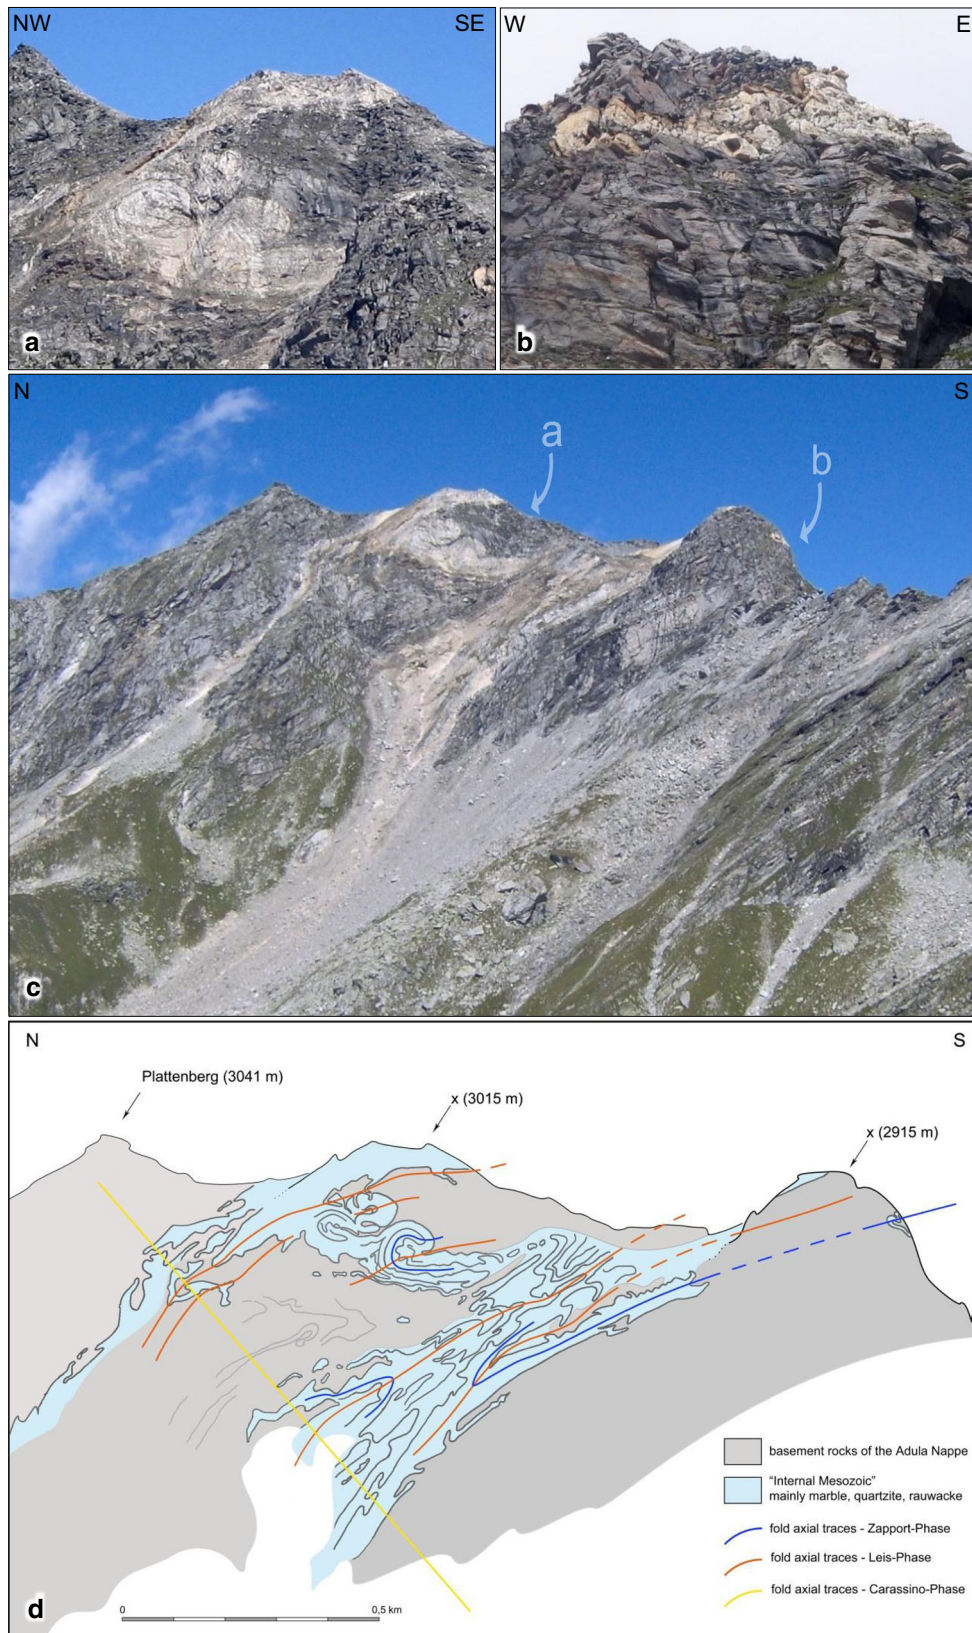 NW SE
W E
a
b
N S
a
b
c
N S
Plattenberg (3041 m)
x (3015 m)
x (2915 m)
basement rocks of the Adula Nappe
“Internal Mesozoic”
mainly marble, quartzite, rauwacke
fold axial traces - Zapport-Phase
fold axial traces - Leis-Phase
fold axial traces - Carassino-Phase
d
0 0,5 km